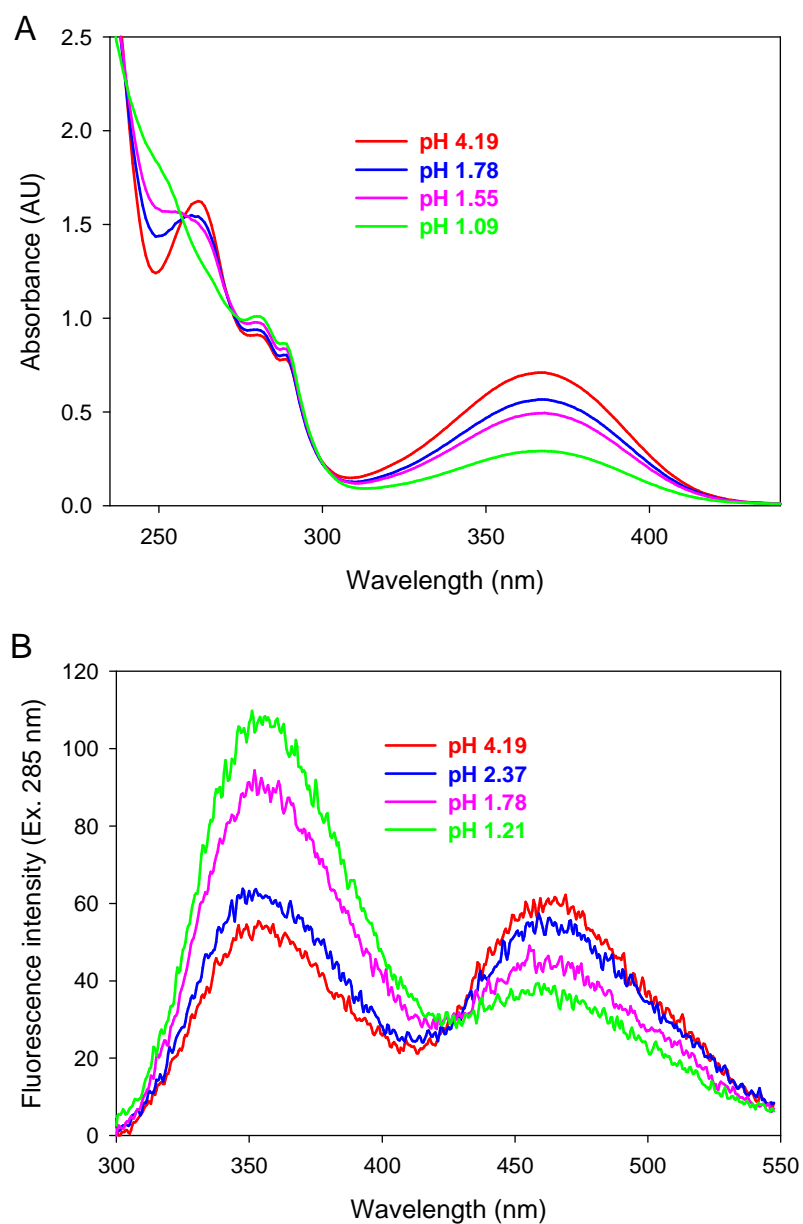 A
2.5
2.0
1.5
1.0
0.5
0.0
Absorbance (AU)
pH 4.19
pH 1.78
pH 1.55
pH 1.09
250 300 350 400
Wavelength (nm)
B
120
100
80
60
40
20
0
Fluorescence intensity (Ex. 285 nm)
pH 4.19
pH 2.37
pH 1.78
pH 1.21
300 350 400 450 500 550
Wavelength (nm)